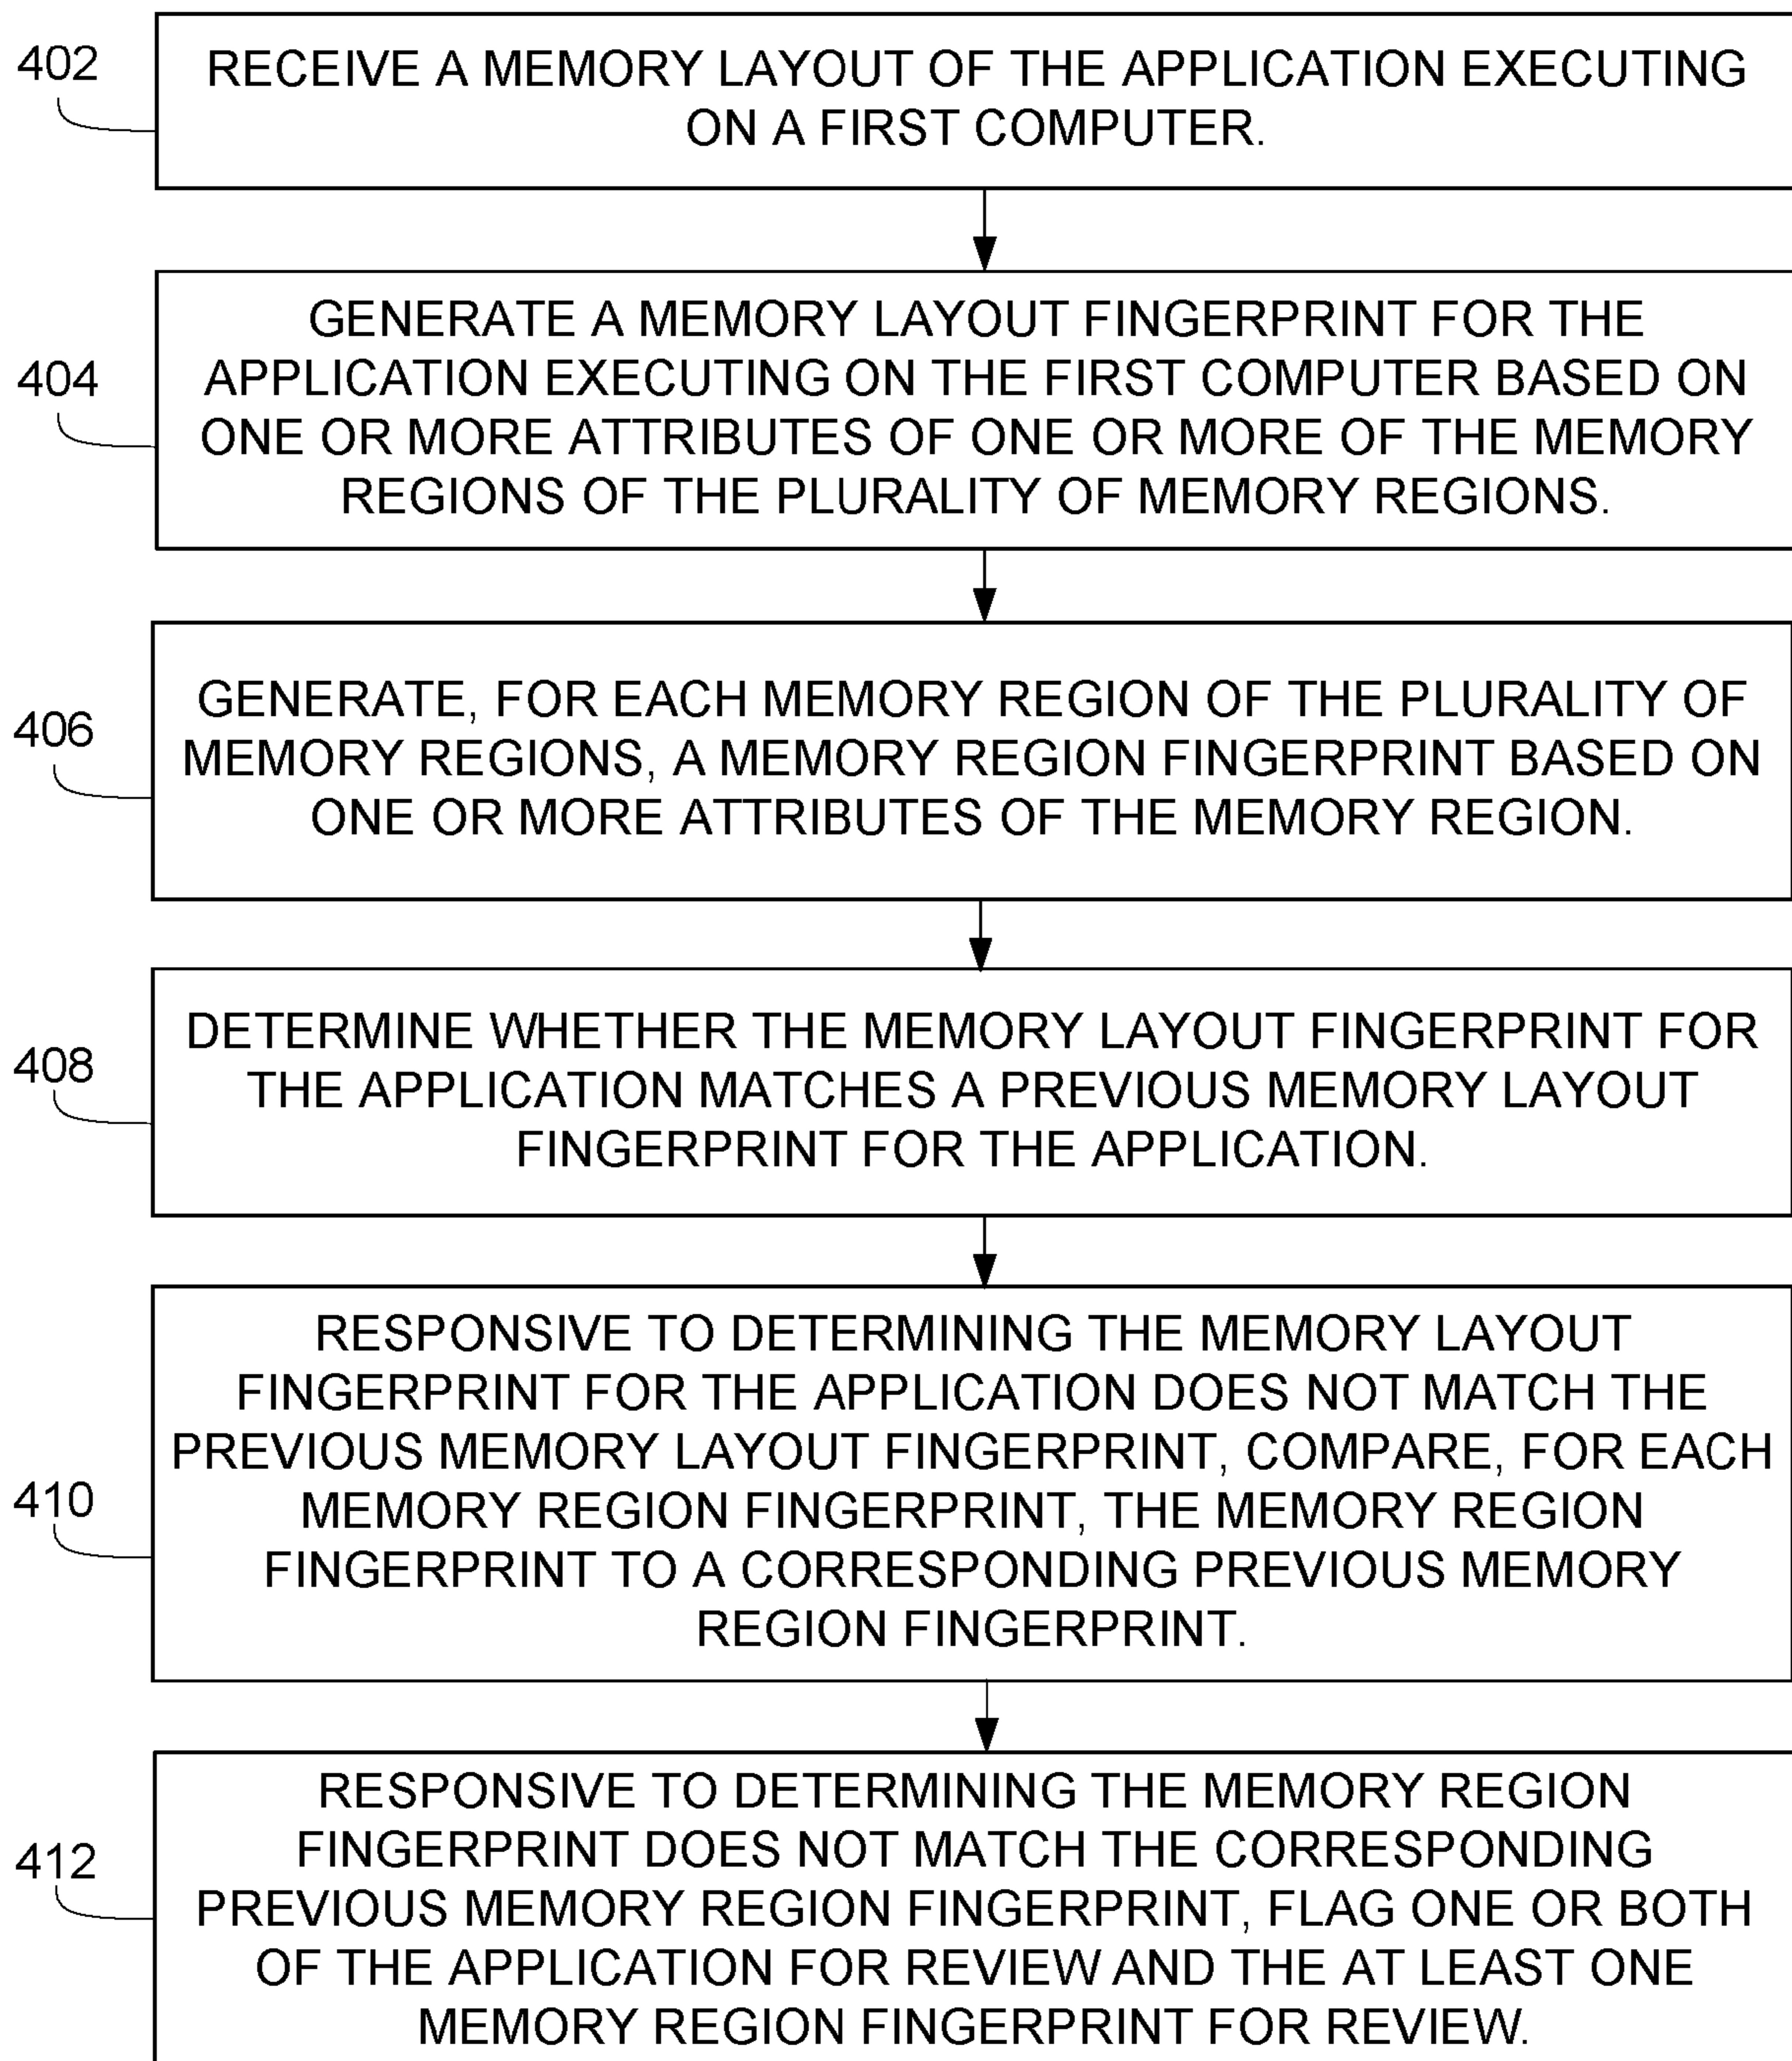 402
RECEIVE A MEMORY LAYOUT OF THE APPLICATION EXECUTING
ON A FIRST COMPUTER.
404
GENERATE A MEMORY LAYOUT FINGERPRINT FOR THE
APPLICATION EXECUTING ON THE FIRST COMPUTER BASED ON
ONE OR MORE ATTRIBUTES OF ONE OR MORE OF THE MEMORY
REGIONS OF THE PLURALITY OF MEMORY REGIONS.
406
GENERATE, FOR EACH MEMORY REGION OF THE PLURALITY OF
MEMORY REGIONS, A MEMORY REGION FINGERPRINT BASED ON
ONE OR MORE ATTRIBUTES OF THE MEMORY REGION.
408
DETERMINE WHETHER THE MEMORY LAYOUT FINGERPRINT FOR
THE APPLICATION MATCHES A PREVIOUS MEMORY LAYOUT
FINGERPRINT FOR THE APPLICATION.
410
RESPONSIVE TO DETERMINING THE MEMORY LAYOUT
FINGERPRINT FOR THE APPLICATION DOES NOT MATCH THE
PREVIOUS MEMORY LAYOUT FINGERPRINT, COMPARE, FOR EACH
MEMORY REGION FINGERPRINT, THE MEMORY REGION
FINGERPRINT TO A CORRESPONDING PREVIOUS MEMORY
REGION FINGERPRINT.
412
RESPONSIVE TO DETERMINING THE MEMORY REGION
FINGERPRINT DOES NOT MATCH THE CORRESPONDING
PREVIOUS MEMORY REGION FINGERPRINT, FLAG ONE OR BOTH
OF THE APPLICATION FOR REVIEW AND THE AT LEAST ONE
MEMORY REGION FINGERPRINT FOR REVIEW.